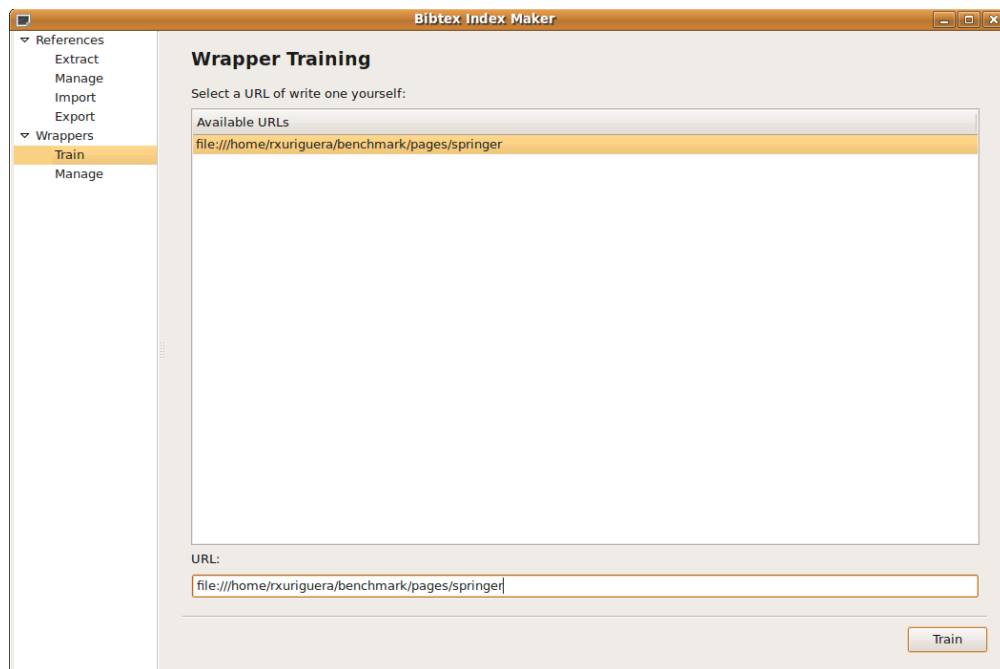 Bibtex Index Maker
References
Extract
Manage
Import
Export
Wrappers
Train
Manage
Wrapper Training
Select a URL of write one yourself:
Available URLs
file:///home/rxuriguera/benchmark/pages/springer
URL:
file:///home/rxuriguera/benchmark/pages/springer
Train